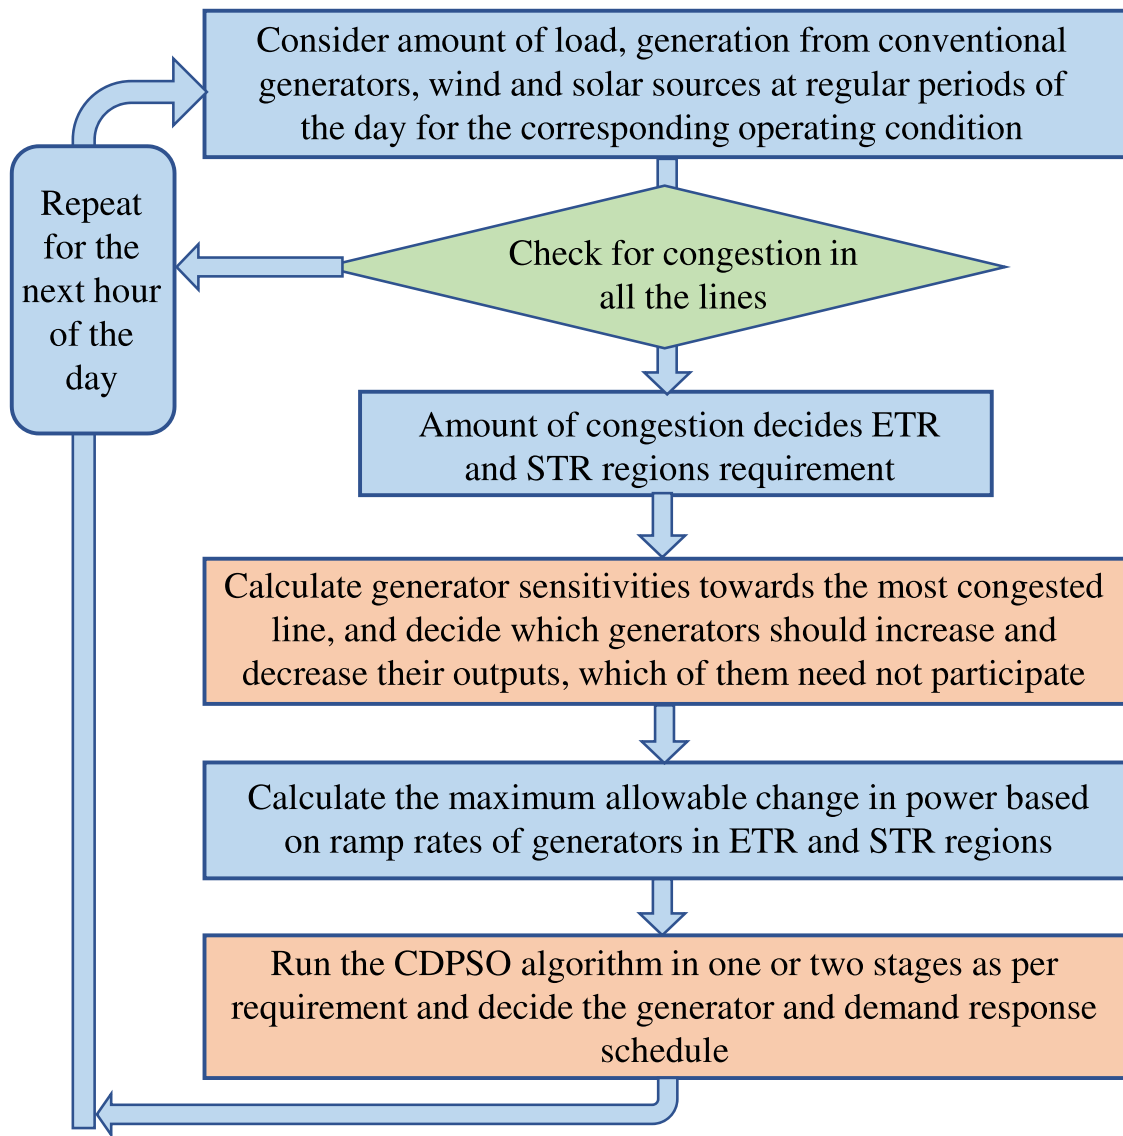 Consider amount of load, generation from conventional
generators, wind and solar sources at regular periods of
the day for the corresponding operating condition
Repeat
for the
next hour
of the
day
Check for congestion in
all the lines
Amount of congestion decides ETR
and STR regions requirement
Calculate generator sensitivities towards the most congested
line, and decide which generators should increase and
decrease their outputs, which of them need not participate
Calculate the maximum allowable change in power based
on ramp rates of generators in ETR and STR regions
Run the CDPSO algorithm in one or two stages as per
requirement and decide the generator and demand response
schedule